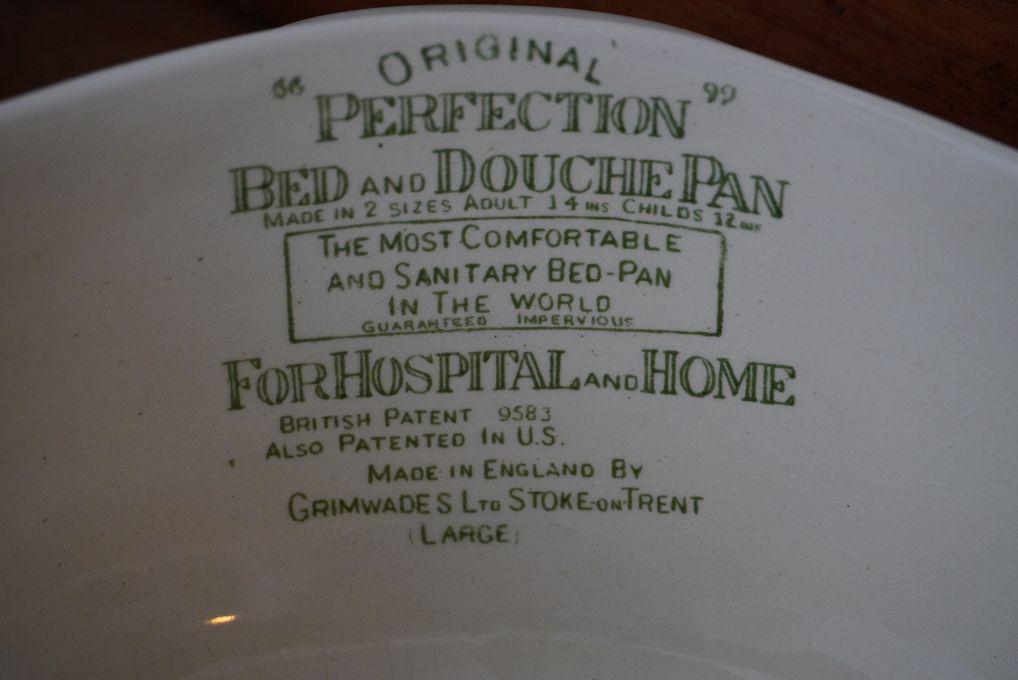 ORIGINAL
"PERFECTION"
BED AND DOUCHE PAN
MADE IN 2 SIZES ADULT 14 INS CHILDS 12 INS
THE MOST COMFORTABLE
AND SANITARY BED-PAN
IN THE WORLD
GUARANTEED IMPERVIOUS
FOR HOSPITAL AND HOME
BRITISH PATENT 9583
ALSO PATENTED IN U.S.
MADE IN ENGLAND BY
GRIMWADES LTD STOKE-ON-TRENT
(LARGE)